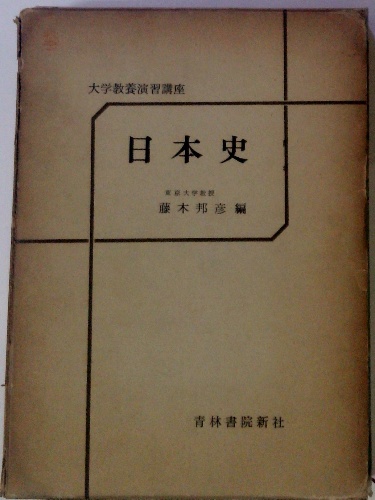 大学教養演習講座
日本史
東京大学教授
藤木邦彦編
青林書院新社